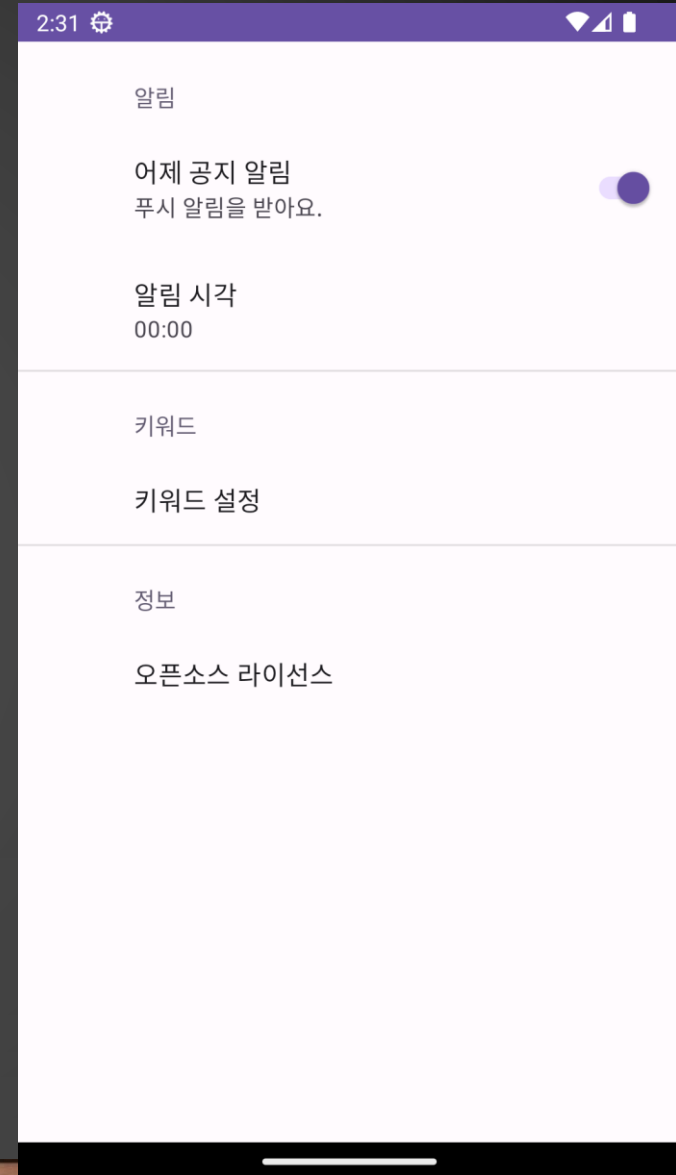 2:31
알림
어제 공지 알림
푸시 알림을 받아요.
알림 시각
00:00
키워드
키워드 설정
정보
오픈소스 라이선스